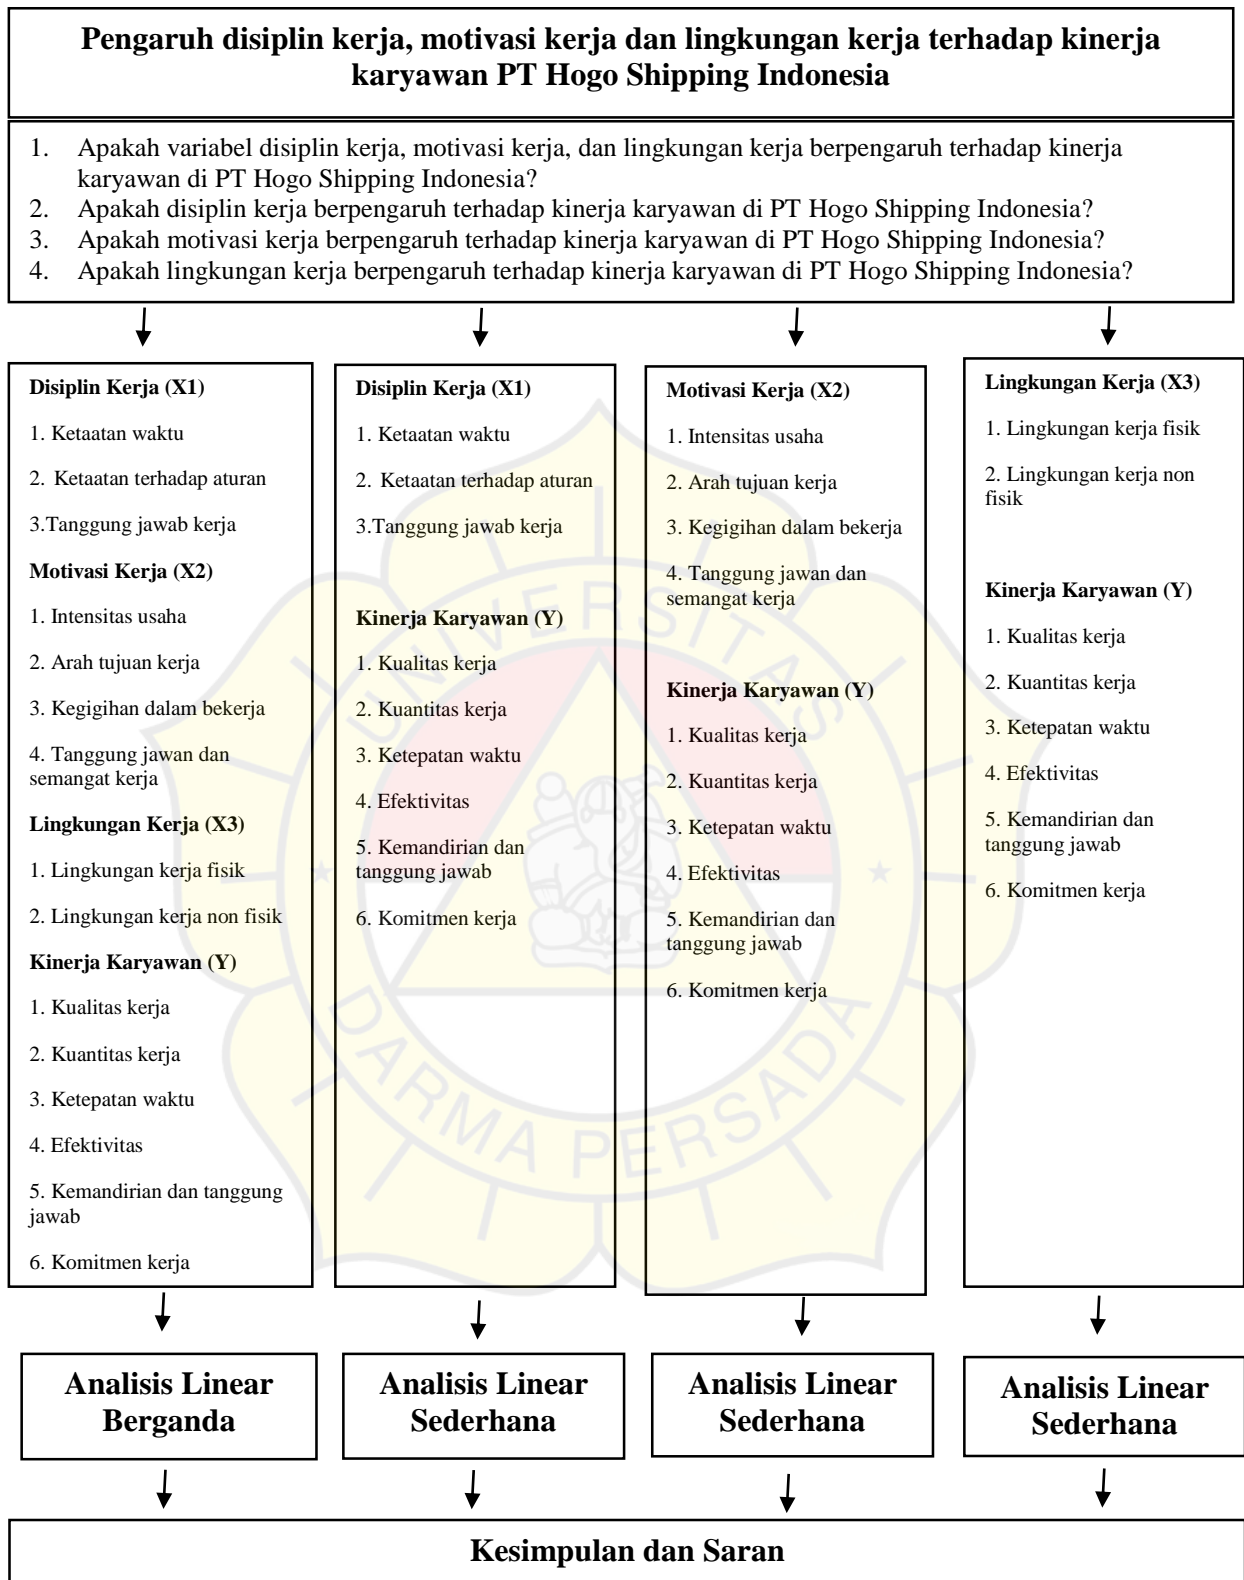 Pengaruh disiplin kerja, motivasi kerja dan lingkungan kerja terhadap kinerja
karyawan PT Hogo Shipping Indonesia
1. Apakah variabel disiplin kerja, motivasi kerja, dan lingkungan kerja berpengaruh terhadap kinerja
karyawan di PT Hogo Shipping Indonesia?
2. Apakah disiplin kerja berpengaruh terhadap kinerja karyawan di PT Hogo Shipping Indonesia?
3. Apakah motivasi kerja berpengaruh terhadap kinerja karyawan di PT Hogo Shipping Indonesia?
4. Apakah lingkungan kerja berpengaruh terhadap kinerja karyawan di PT Hogo Shipping Indonesia?
Disiplin Kerja (X1)
1. Ketaatan waktu
2. Ketaatan terhadap aturan
3.Tanggung jawab kerja
Motivasi Kerja (X2)
1. Intensitas usaha
2. Arah tujuan kerja
3. Kegigihan dalam bekerja
4. Tanggung jawan dan
semangat kerja
Lingkungan Kerja (X3)
1. Lingkungan kerja fisik
2. Lingkungan kerja non fisik
Kinerja Karyawan (Y)
1. Kualitas kerja
2. Kuantitas kerja
3. Ketepatan waktu
4. Efektivitas
5. Kemandirian dan tanggung
jawab
6. Komitmen kerja
Disiplin Kerja (X1)
1. Ketaatan waktu
2. Ketaatan terhadap aturan
3.Tanggung jawab kerja
Kinerja Karyawan (Y)
1. Kualitas kerja
2. Kuantitas kerja
3. Ketepatan waktu
4. Efektivitas
5. Kemandirian dan
tanggung jawab
6. Komitmen kerja
Motivasi Kerja (X2)
1. Intensitas usaha
2. Arah tujuan kerja
3. Kegigihan dalam bekerja
4. Tanggung jawan dan
semangat kerja
Kinerja Karyawan (Y)
1. Kualitas kerja
2. Kuantitas kerja
3. Ketepatan waktu
4. Efektivitas
5. Kemandirian dan
tanggung jawab
6. Komitmen kerja
Lingkungan Kerja (X3)
1. Lingkungan kerja fisik
2. Lingkungan kerja non
fisik
Kinerja Karyawan (Y)
1. Kualitas kerja
2. Kuantitas kerja
3. Ketepatan waktu
4. Efektivitas
5. Kemandirian dan
tanggung jawab
6. Komitmen kerja
UNIVERSITAS
DARMA PERSADA
Analisis Linear
Berganda
Analisis Linear
Sederhana
Analisis Linear
Sederhana
Analisis Linear
Sederhana
Kesimpulan dan Saran